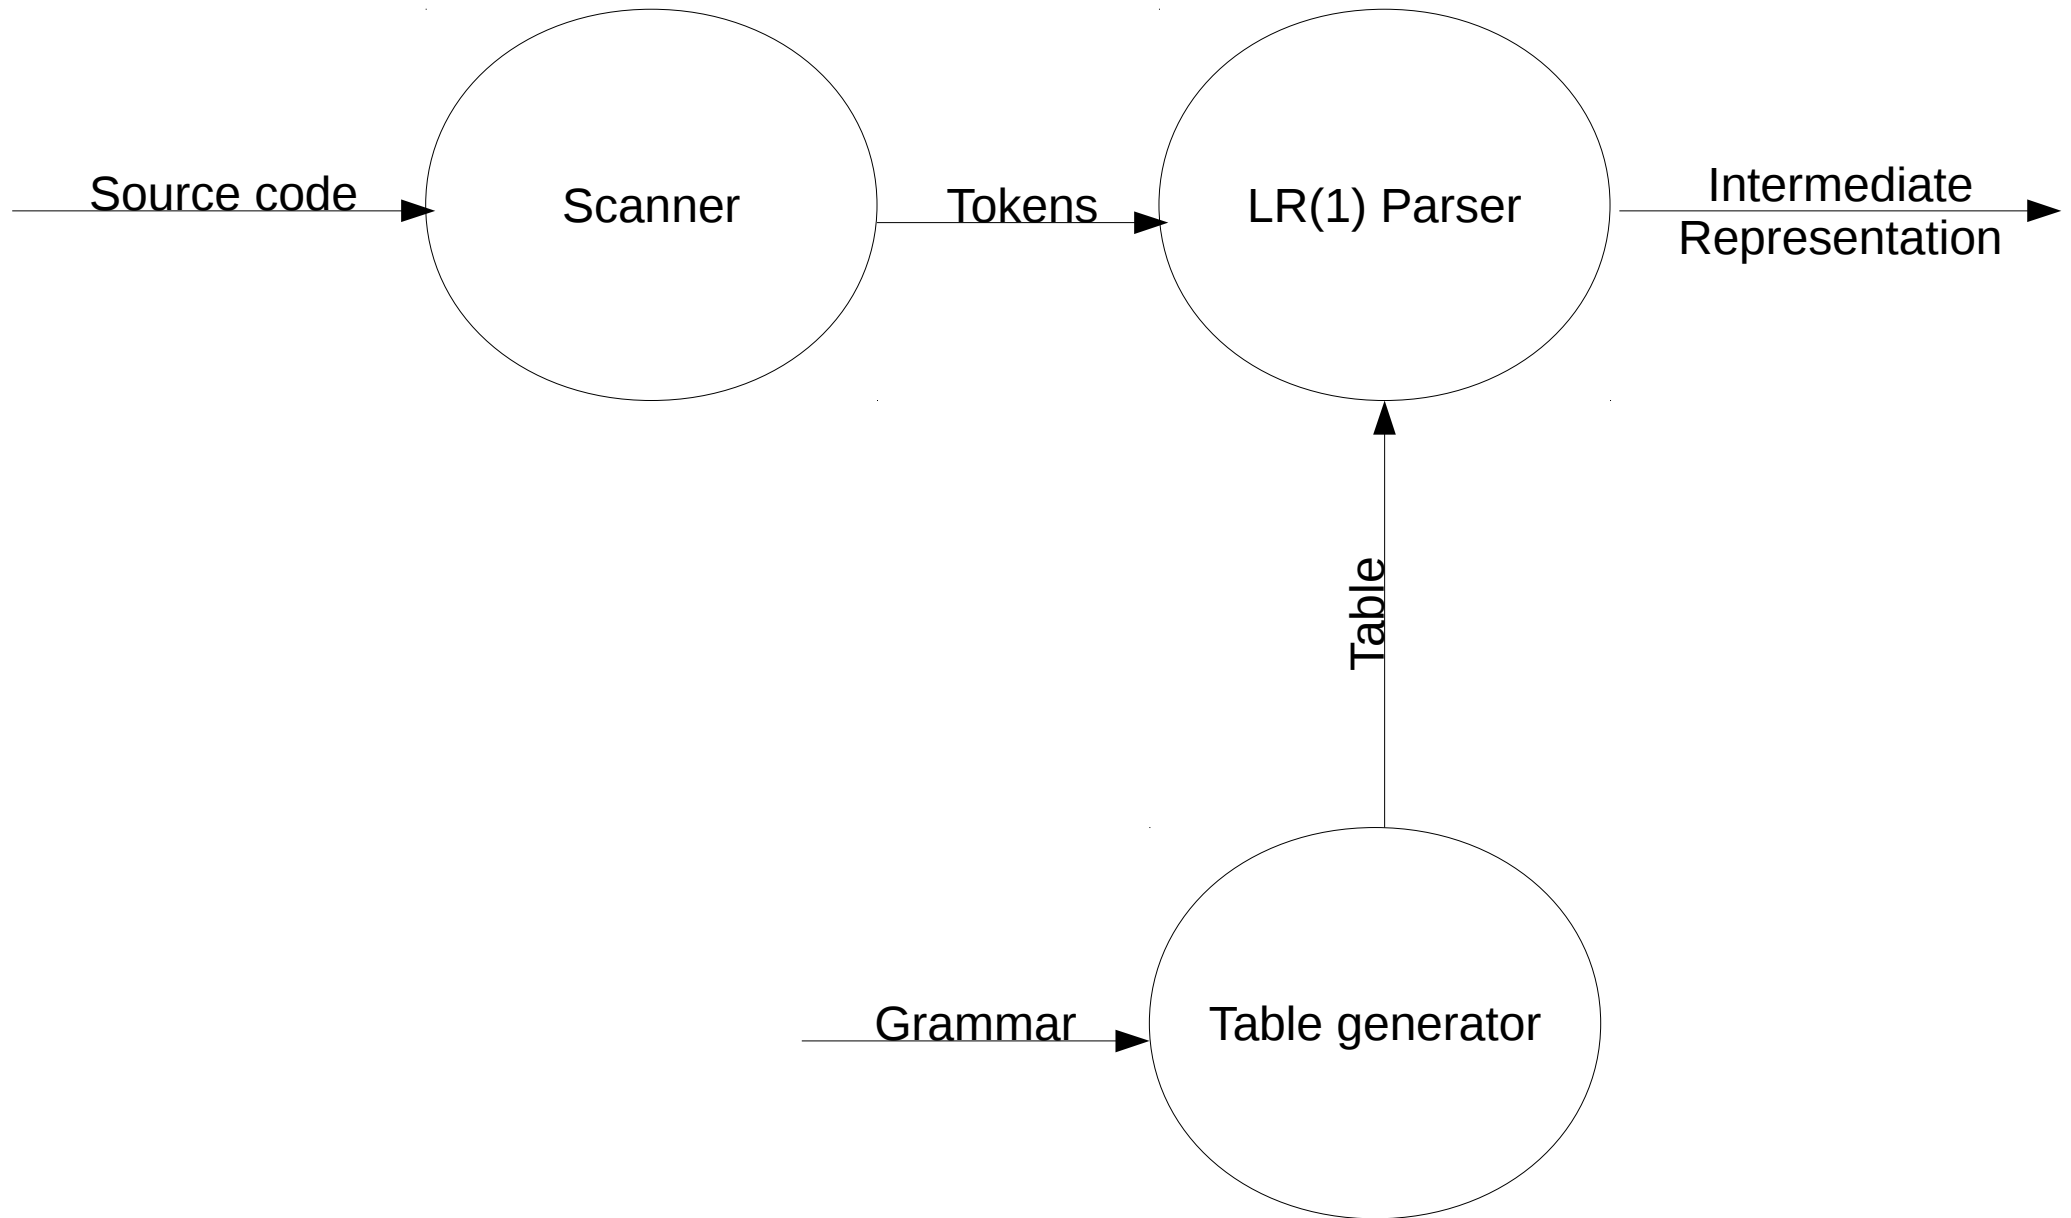 Source code
Scanner
Tokens
LR(1) Parser
Intermediate
Representation
Table
Grammar
Table generator